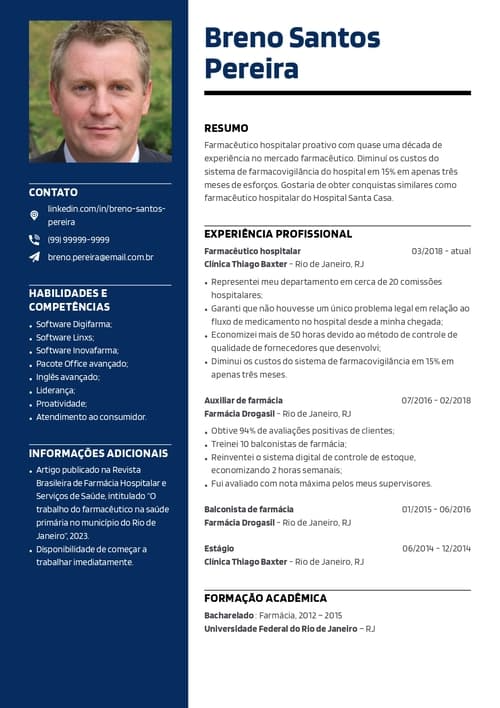 Breno Santos
Pereira
CONTATO
linkedin.com/in/breno-santos-
pereira
(99) 99999-9999
breno.pereira@email.com.br
HABILIDADES E
COMPETÊNCIAS
• Software Digifarma;
• Software Linxs;
• Software Inovafarma;
• Pacote Office avançado;
• Inglês avançado;
• Liderança;
• Proatividade;
• Atendimento ao consumidor.
INFORMAÇÕES ADICIONAIS
• Artigo publicado na Revista
Brasileira de Farmácia Hospitalar e
Serviços de Saúde, intitulado "O
trabalho do farmacêutico na saúde
primária no município do Rio de
Janeiro", 2023.
• Disponibilidade de começar a
trabalhar imediatamente.
RESUMO
Farmacêutico hospitalar proativo com quase uma década de
experiência no mercado farmacêutico. Diminuí os custos do
sistema de farmacovigilância do hospital em 15% em apenas três
meses de esforços. Gostaria de obter conquistas similares como
farmacêutico hospitalar do Hospital Santa Casa.
EXPERIÊNCIA PROFISSIONAL
Farmacêutico hospitalar 03/2018 - atual
Clínica Thiago Baxter – Rio de Janeiro, RJ
• Representei meu departamento em cerca de 20 comissões
hospitalares;
• Garanti que não houvesse um único problema legal em relação ao
fluxo de medicamento no hospital desde a minha chegada;
• Economizei mais de 50 horas devido ao método de controle de
qualidade de fornecedores que desenvolvi;
• Diminui os custos do sistema de farmacovigilância em 15% em
apenas três meses.
Auxiliar de farmácia 07/2016 - 02/2018
Farmácia Drogasil – Rio de Janeiro, RJ
• Obtive 94% de avaliações positivas de clientes;
• Treinei 10 balconistas de farmácia;
• Reinventei o sistema digital de controle de estoque,
economizando 2 horas semanais;
• Fui avaliado com nota máxima pelos meus supervisores.
Balconista de farmácia 01/2015 - 06/2016
Farmácia Drogasil – Rio de Janeiro, RJ
Estágio 06/2014 - 12/2014
Clínica Thiago Baxter – Rio de Janeiro, RJ
FORMAÇÃO ACADÊMICA
Bacharelado : Farmácia, 2012 – 2015
Universidade Federal do Rio de Janeiro – RJ